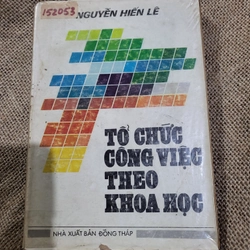 152053
NGUYỄN HIẾN LÊ
TỔ CHỨC
CÔNG VIỆC
THEO
KHOA HỌC
NHÀ XUẤT BẢN ĐỒNG THÁP